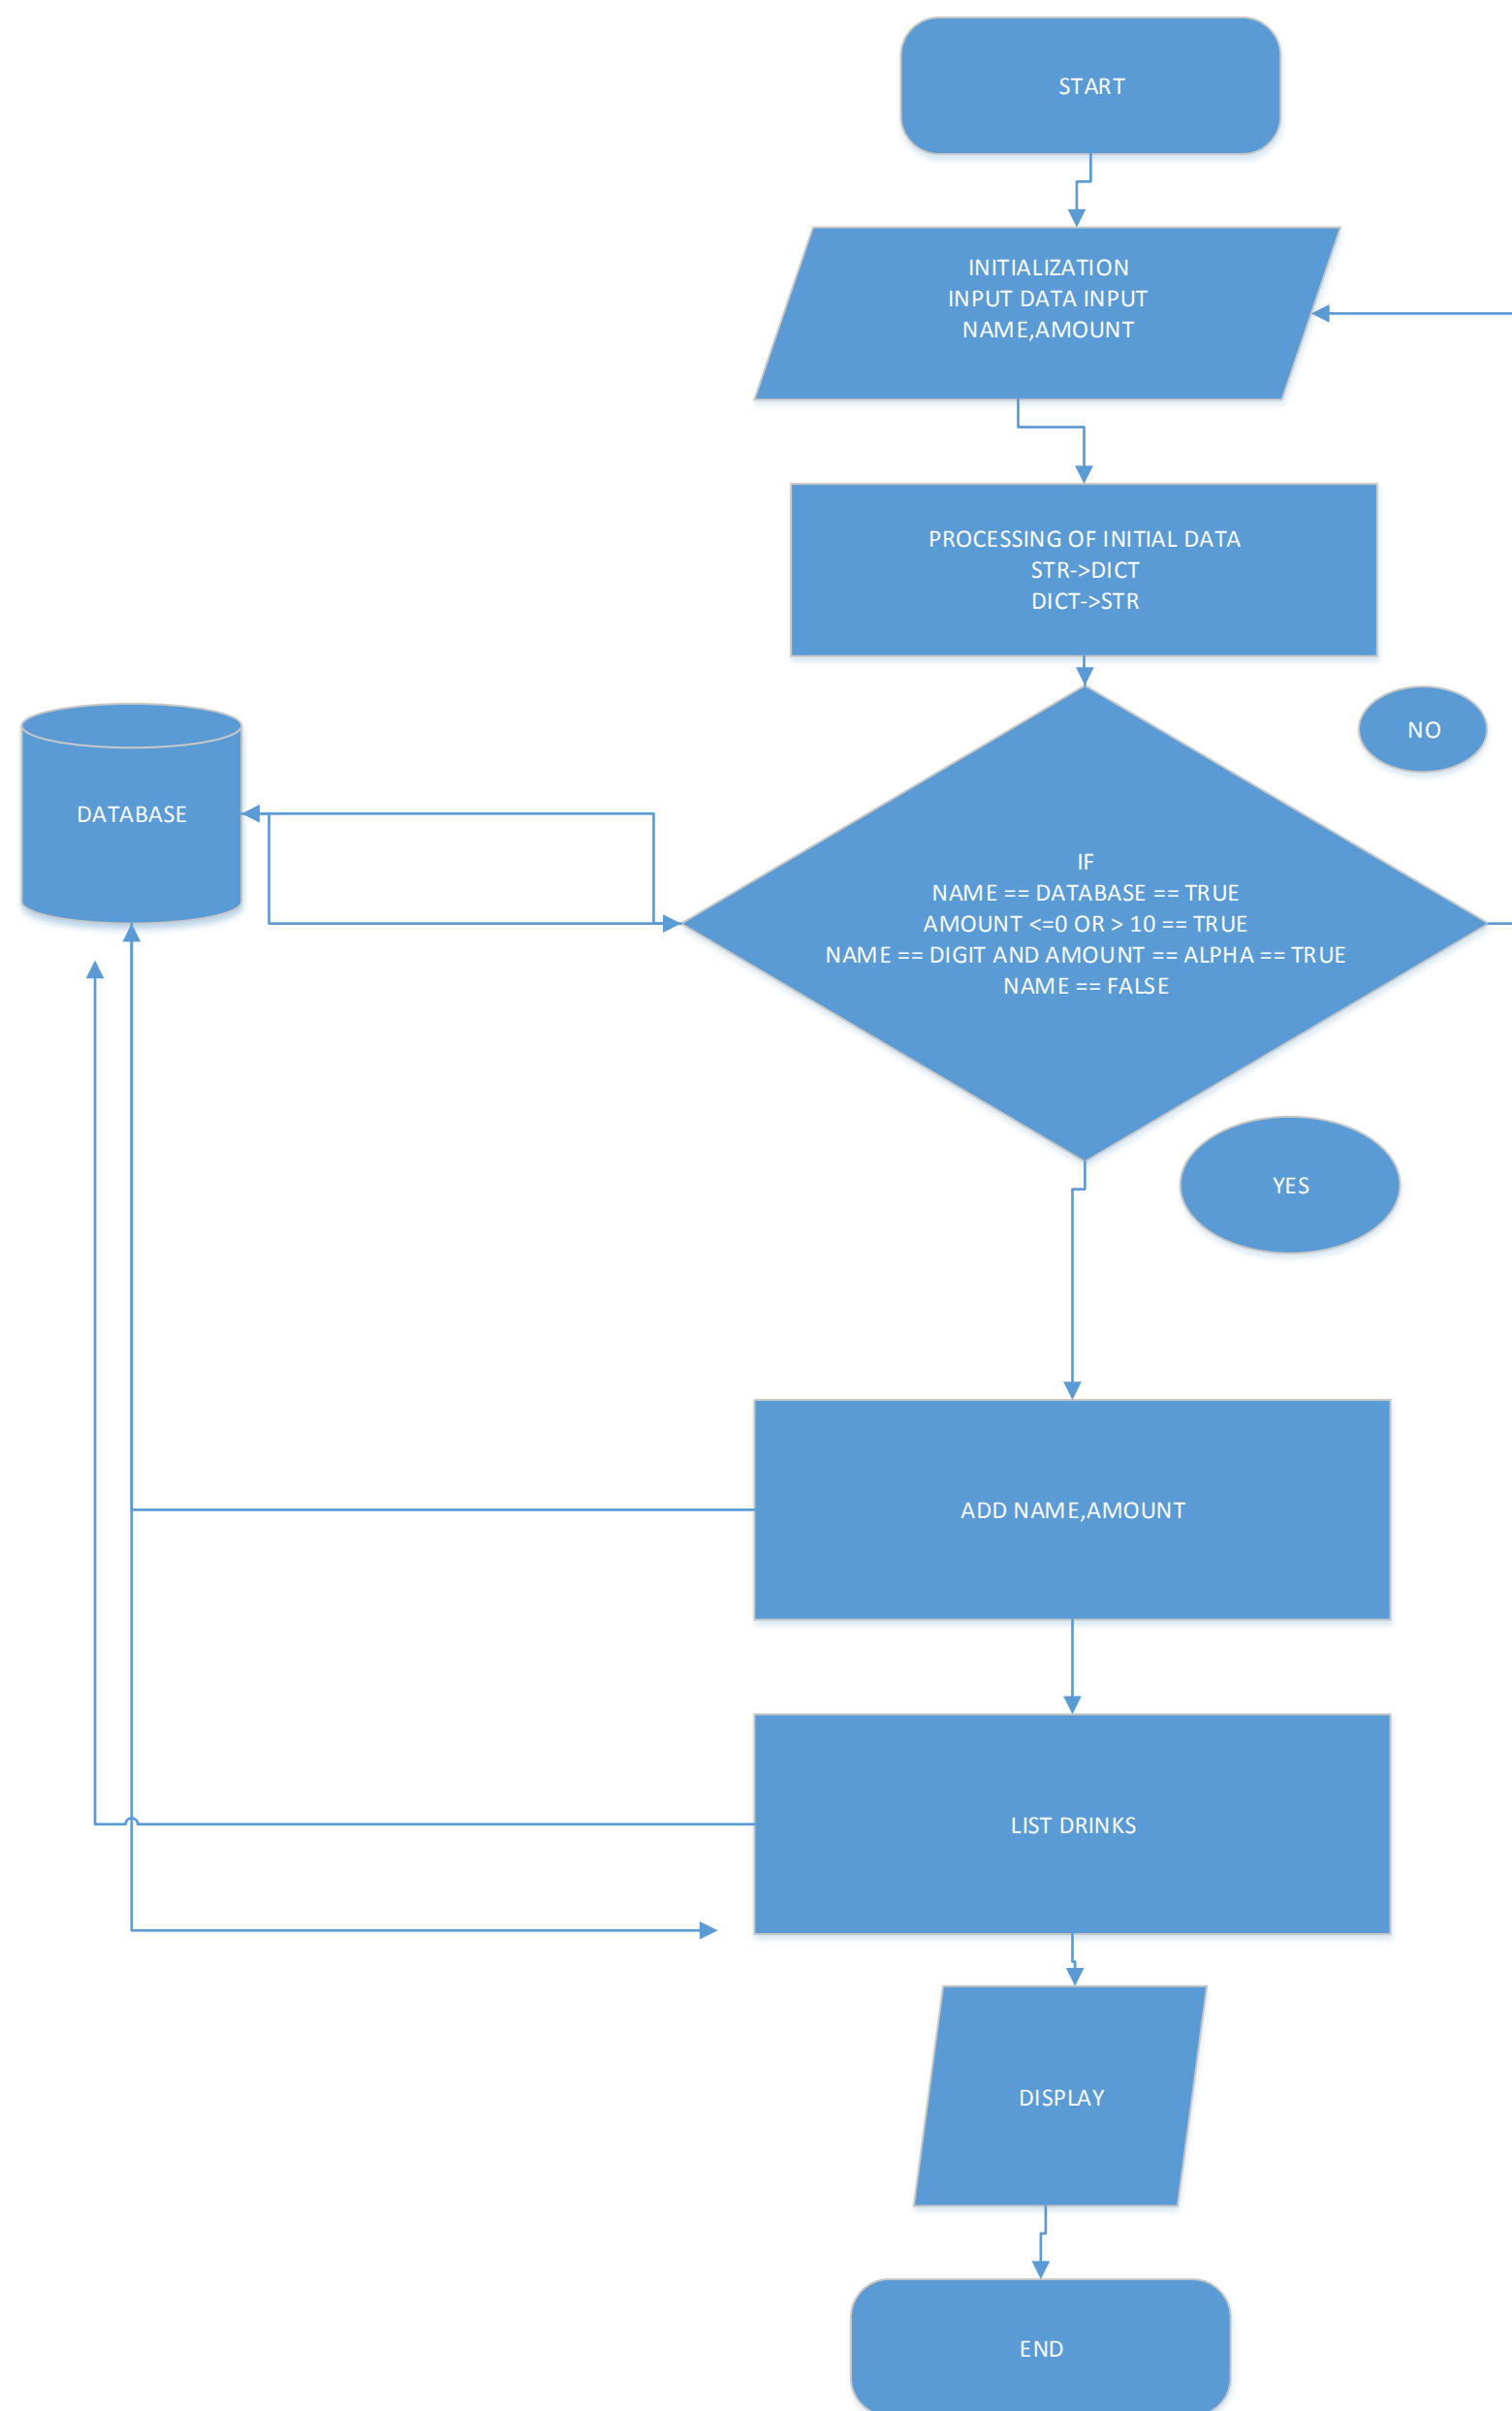 START
INITIALIZATION
INPUT DATA INPUT
NAME,AMOUNT
PROCESSING OF INITIAL DATA
STR->DICT
DICT->STR
NO
DATABASE
IF
NAME == DATABASE == TRUE
AMOUNT <=0 OR > 10 == TRUE
NAME == DIGIT AND AMOUNT == ALPHA == TRUE
NAME == FALSE
YES
ADD NAME,AMOUNT
LIST DRINKS
DISPLAY
END